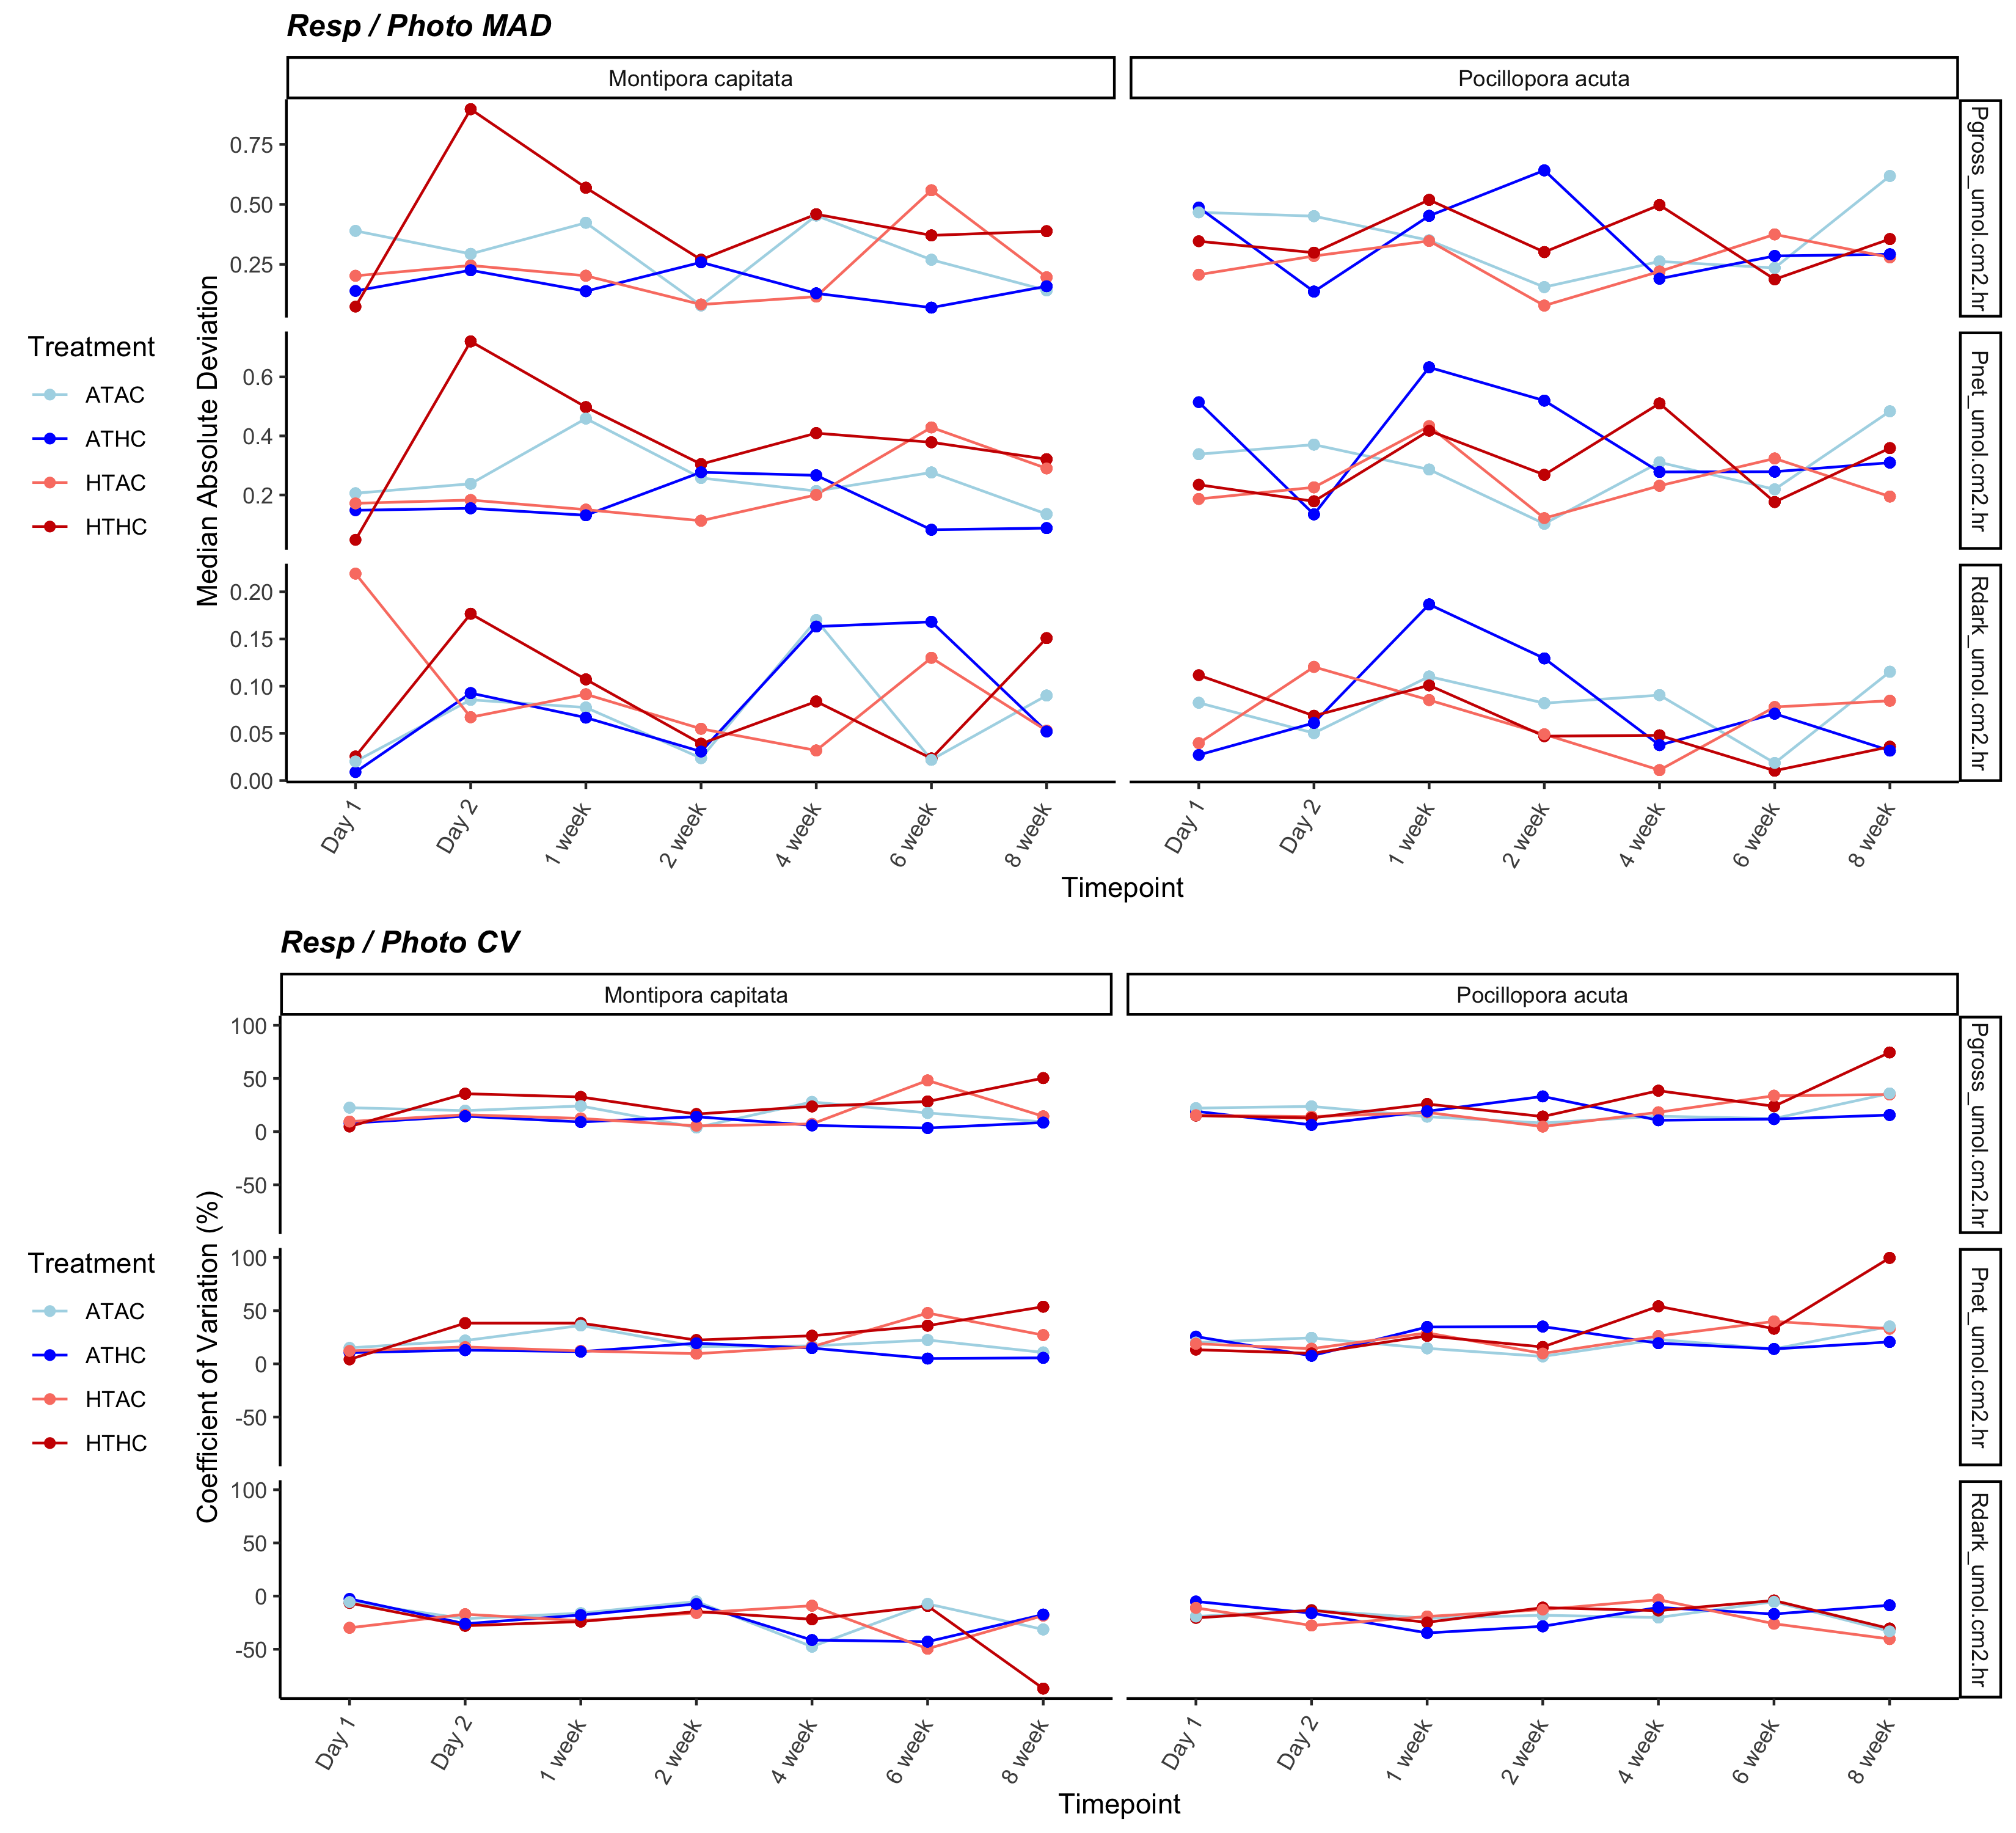 Resp / Photo MAD
Montipora capitata
Pocillopora acuta
0.75
0.50
0.25
Pgross_umol.cm2.hr
0.6
0.4
0.2
Pnet_umol.cm2.hr
0.20
0.15
0.10
0.05
0.00
Rdark_umol.cm2.hr
Median Absolute Deviation
Treatment
ATAC
ATHC
HTAC
HTHC
Day 1
Day 2
1 week
2 week
4 week
6 week
8 week
Day 1
Day 2
1 week
2 week
4 week
6 week
8 week
Timepoint
Resp / Photo CV
Montipora capitata
Pocillopora acuta
100
50
0
-50
Pgross_umol.cm2.hr
100
50
0
-50
Pnet_umol.cm2.hr
100
50
0
-50
Rdark_umol.cm2.hr
Coefficient of Variation (%)
Treatment
ATAC
ATHC
HTAC
HTHC
Day 1
Day 2
1 week
2 week
4 week
6 week
8 week
Day 1
Day 2
1 week
2 week
4 week
6 week
8 week
Timepoint